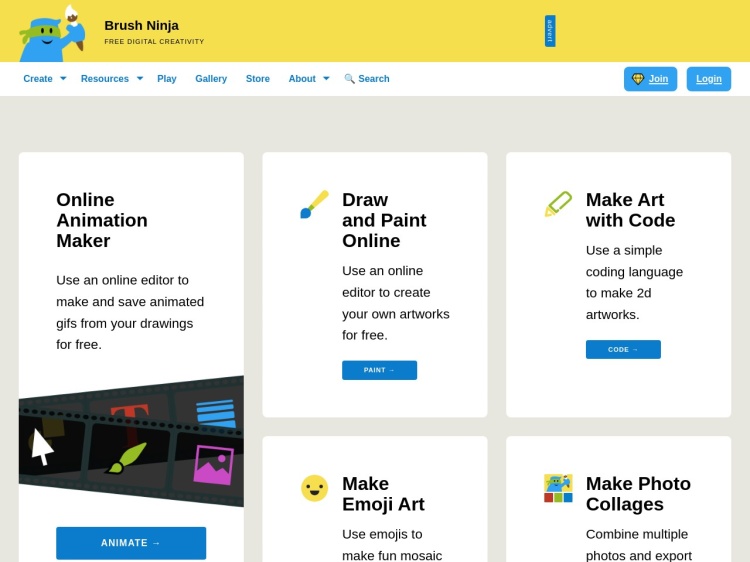 Brush Ninja
FREE DIGITAL CREATIVITY
advert
Create Resources Play Gallery Store About 🔍 Search Join Login
Online
Animation
Maker
Use an online editor to
make and save animated
gifs from your drawings
for free.
T
ANIMATE →
Draw
and Paint
Online
Use an online
editor to create
your own artworks
for free.
PAINT →
Make Art
with Code
Use a simple
coding language
to make 2d
artworks.
CODE →
Make
Emoji Art
Use emojis to
make fun mosaic
Make Photo
Collages
Combine multiple
photos and export